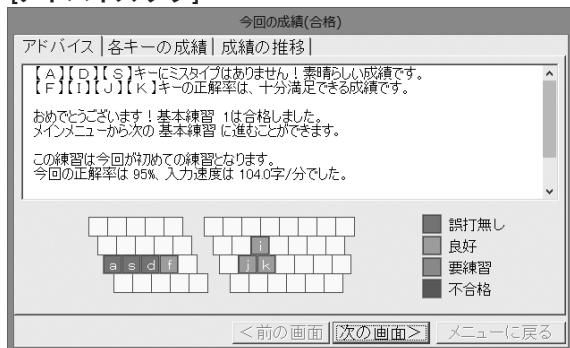 今回の成績(合格)
アドバイス 各キーの成績 成績の推移
【A】【D】【S】キーにミスタイプはありません！素晴らしい成績です。
【F】【I】【J】【K】キーの正解率は、十分満足できる成績です。
おめでとうございます！基本練習 1は合格しました。
メインメニューから次の 基本練習 に進むことができます。
この練習は今回が初めての練習となります。
今回の正解率は 95%、入力速度は 104.0字/分でした。
誤打無し
i 良好
a s d f j k 要練習
不合格
＜前の画面 次の画面＞ メニューに戻る